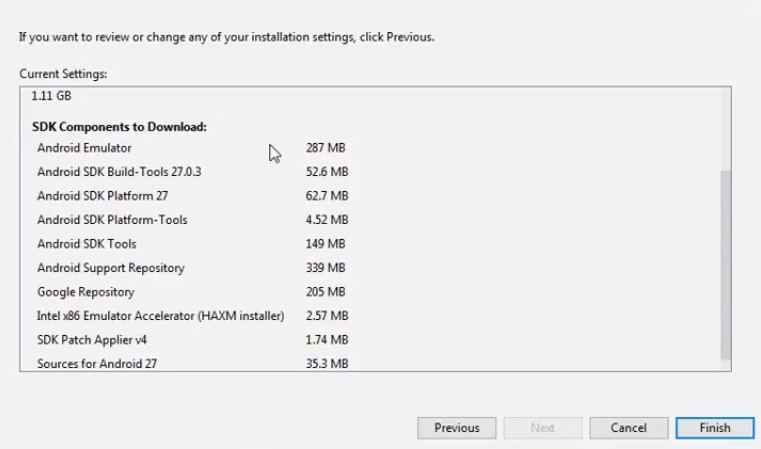 If you want to review or change any of your installation settings, click Previous.
Current Settings:
1.11 GB
SDK Components to Download:
Android Emulator 287 MB
Android SDK Build-Tools 27.0.3 52.6 MB
Android SDK Platform 27 62.7 MB
Android SDK Platform-Tools 4.52 MB
Android SDK Tools 149 MB
Android Support Repository 339 MB
Google Repository 205 MB
Intel x86 Emulator Accelerator (HAXM installer) 2.57 MB
SDK Patch Applier v4 1.74 MB
Sources for Android 27 35.3 MB
Previous Next Cancel Finish